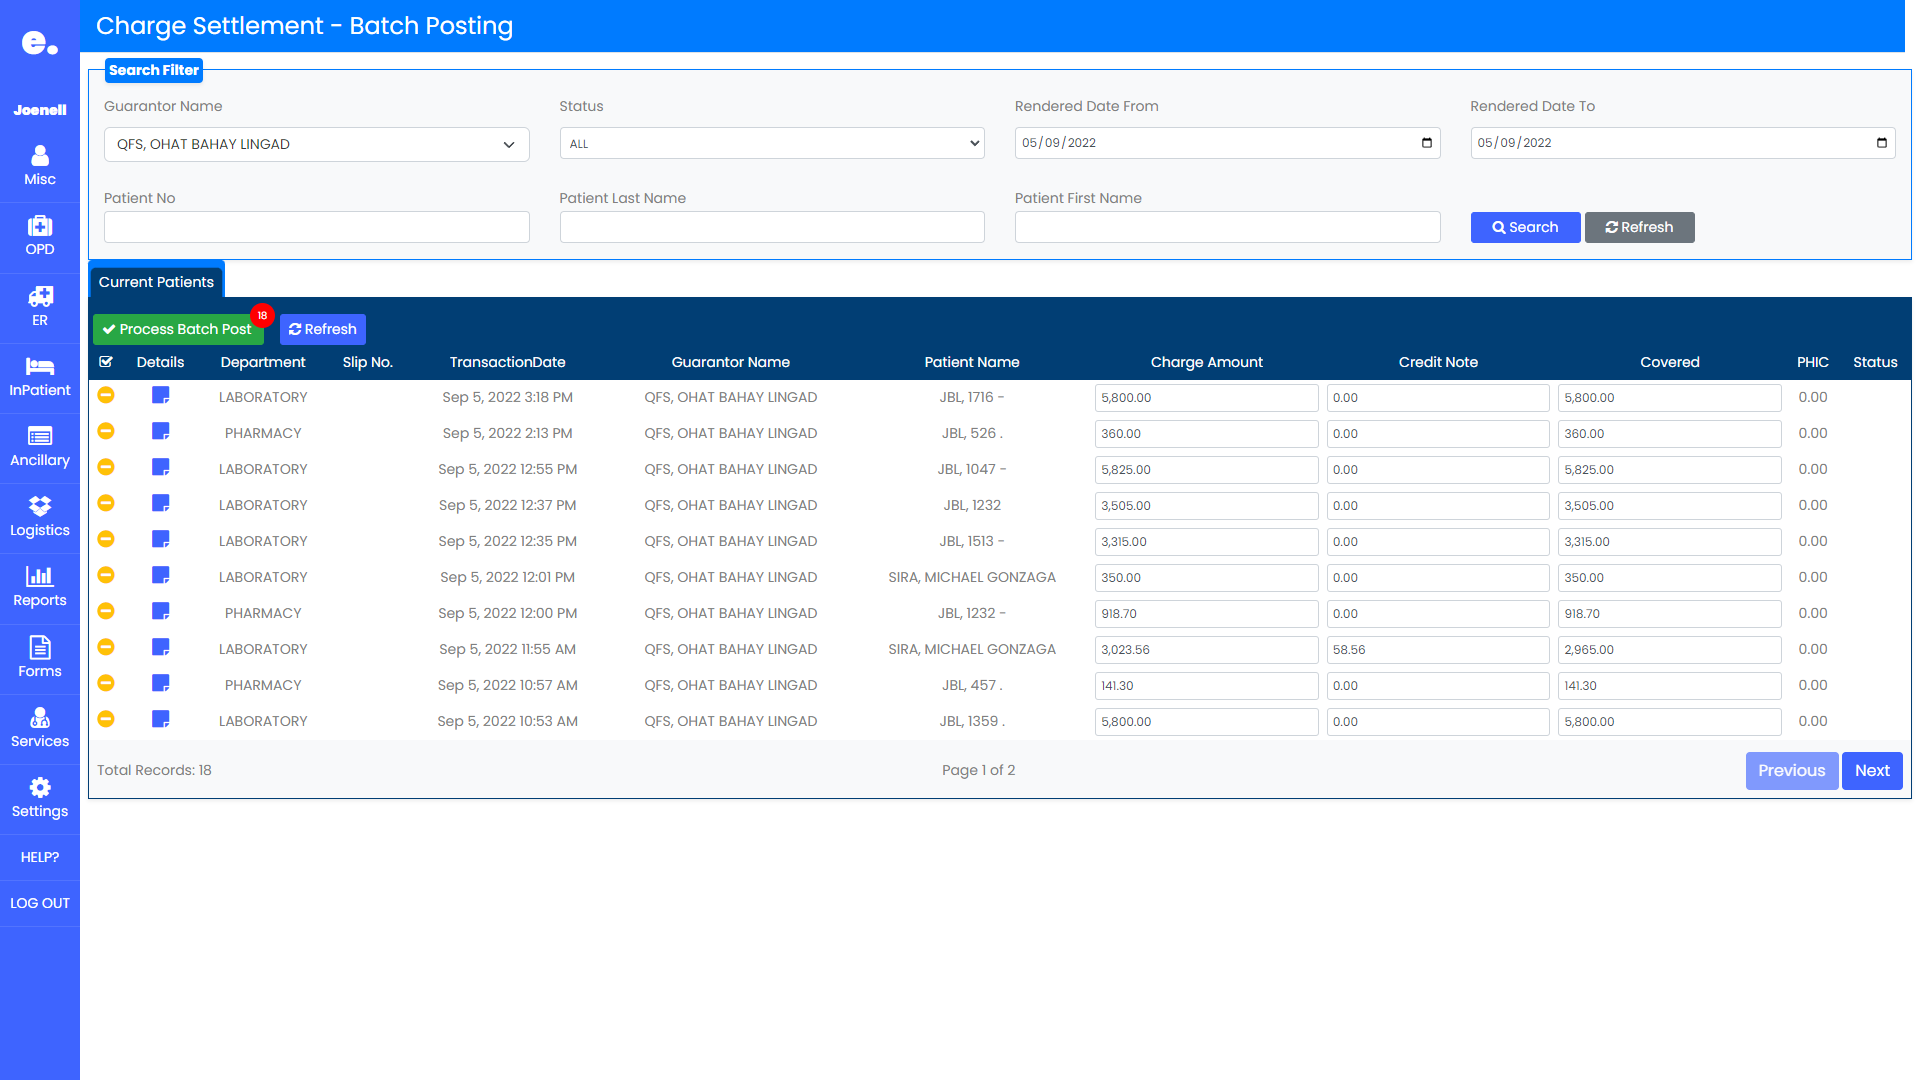 e.
Charge Settlement - Batch Posting
Joenell
Misc
OPD
ER
InPatient
Ancillary
Logistics
Reports
Forms
Services
Settings
HELP?
LOG OUT
Search Filter
Guarantor Name Status Rendered Date From Rendered Date To
QFS, OHAT BAHAY LINGAD ALL 05/09/2022 05/09/2022
Patient No Patient Last Name Patient First Name
Search Refresh
Current Patients
Process Batch Post 18 Refresh
Details Department Slip No. TransactionDate Guarantor Name Patient Name Charge Amount Credit Note Covered PHIC Status
LABORATORY Sep 5, 2022 3:18 PM QFS, OHAT BAHAY LINGAD JBL, 1716 - 5,800.00 0.00 5,800.00 0.00
PHARMACY Sep 5, 2022 2:13 PM QFS, OHAT BAHAY LINGAD JBL, 526 . 360.00 0.00 360.00 0.00
LABORATORY Sep 5, 2022 12:55 PM QFS, OHAT BAHAY LINGAD JBL, 1047 - 5,825.00 0.00 5,825.00 0.00
LABORATORY Sep 5, 2022 12:37 PM QFS, OHAT BAHAY LINGAD JBL, 1232 3,505.00 0.00 3,505.00 0.00
LABORATORY Sep 5, 2022 12:35 PM QFS, OHAT BAHAY LINGAD JBL, 1513 - 3,315.00 0.00 3,315.00 0.00
LABORATORY Sep 5, 2022 12:01 PM QFS, OHAT BAHAY LINGAD SIRA, MICHAEL GONZAGA 350.00 0.00 350.00 0.00
PHARMACY Sep 5, 2022 12:00 PM QFS, OHAT BAHAY LINGAD JBL, 1232 - 918.70 0.00 918.70 0.00
LABORATORY Sep 5, 2022 11:55 AM QFS, OHAT BAHAY LINGAD SIRA, MICHAEL GONZAGA 3,023.56 58.56 2,965.00 0.00
PHARMACY Sep 5, 2022 10:57 AM QFS, OHAT BAHAY LINGAD JBL, 457 . 141.30 0.00 141.30 0.00
LABORATORY Sep 5, 2022 10:53 AM QFS, OHAT BAHAY LINGAD JBL, 1359 . 5,800.00 0.00 5,800.00 0.00
Total Records: 18 Page 1 of 2 Previous Next